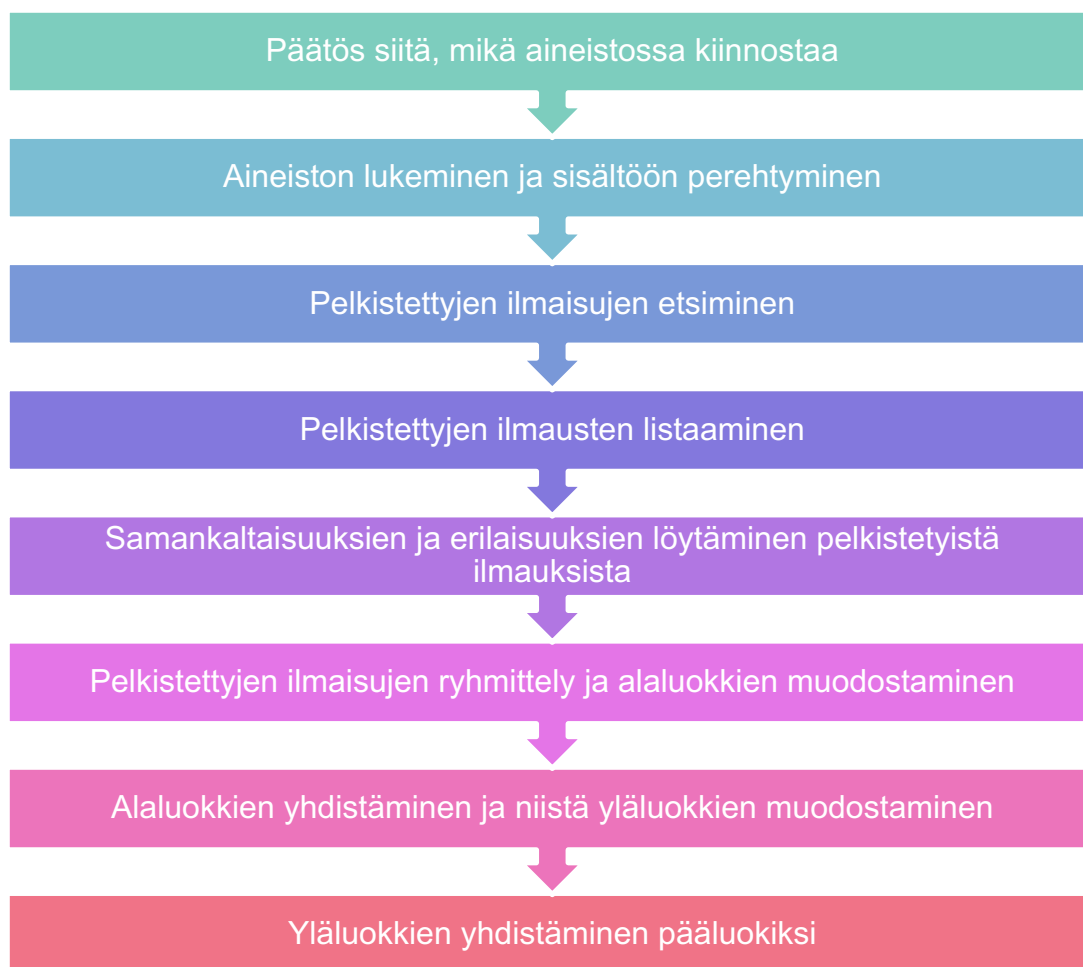 Päätös siitä, mikä aineistossa kiinnostaa
Aineiston lukeminen ja sisältöön perehtyminen
Pelkistettyjen ilmaisujen etsiminen
Pelkistettyjen ilmausten listaaminen
Samankaltaisuuksien ja erilaisuuksien löytäminen pelkistetyistä
ilmauksista
Pelkistettyjen ilmaisujen ryhmittely ja alaluokkien muodostaminen
Alaluokkien yhdistäminen ja niistä yläluokkien muodostaminen
Yläluokkien yhdistäminen pääluokiksi